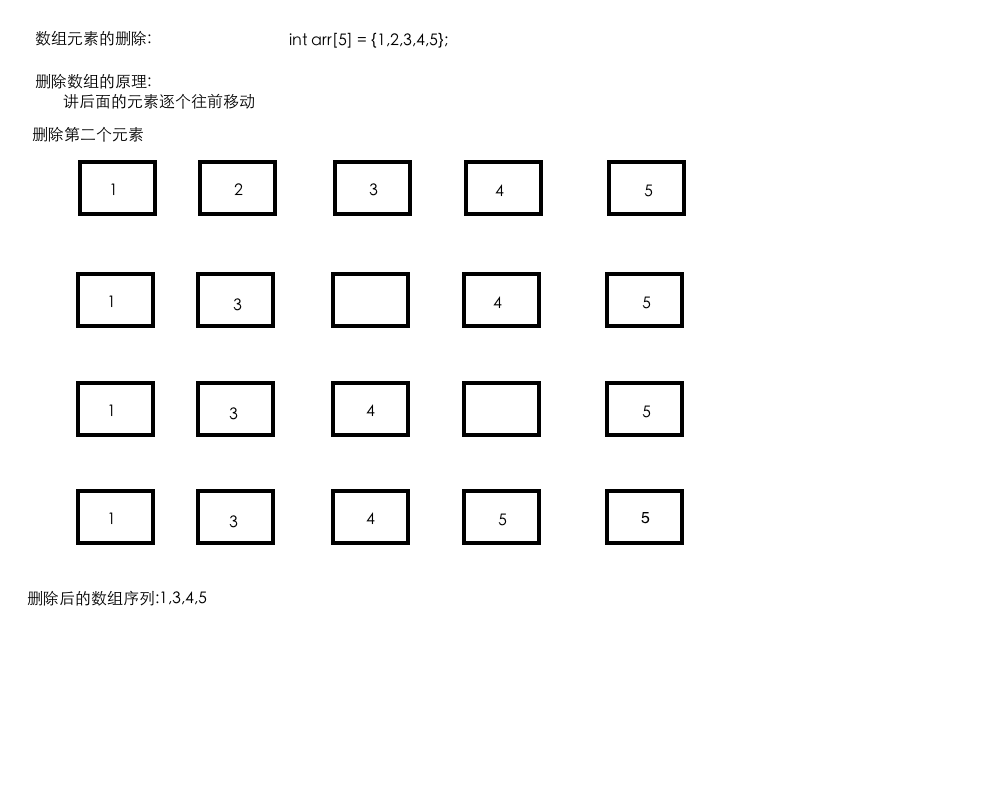 数组元素的删除: int arr[5] = {1,2,3,4,5};
删除数组的原理:
讲后面的元素逐个往前移动
删除第二个元素
1 2 3 4 5
1 3 4 5
1 3 4 5
1 3 4 5 5
删除后的数组序列:1,3,4,5